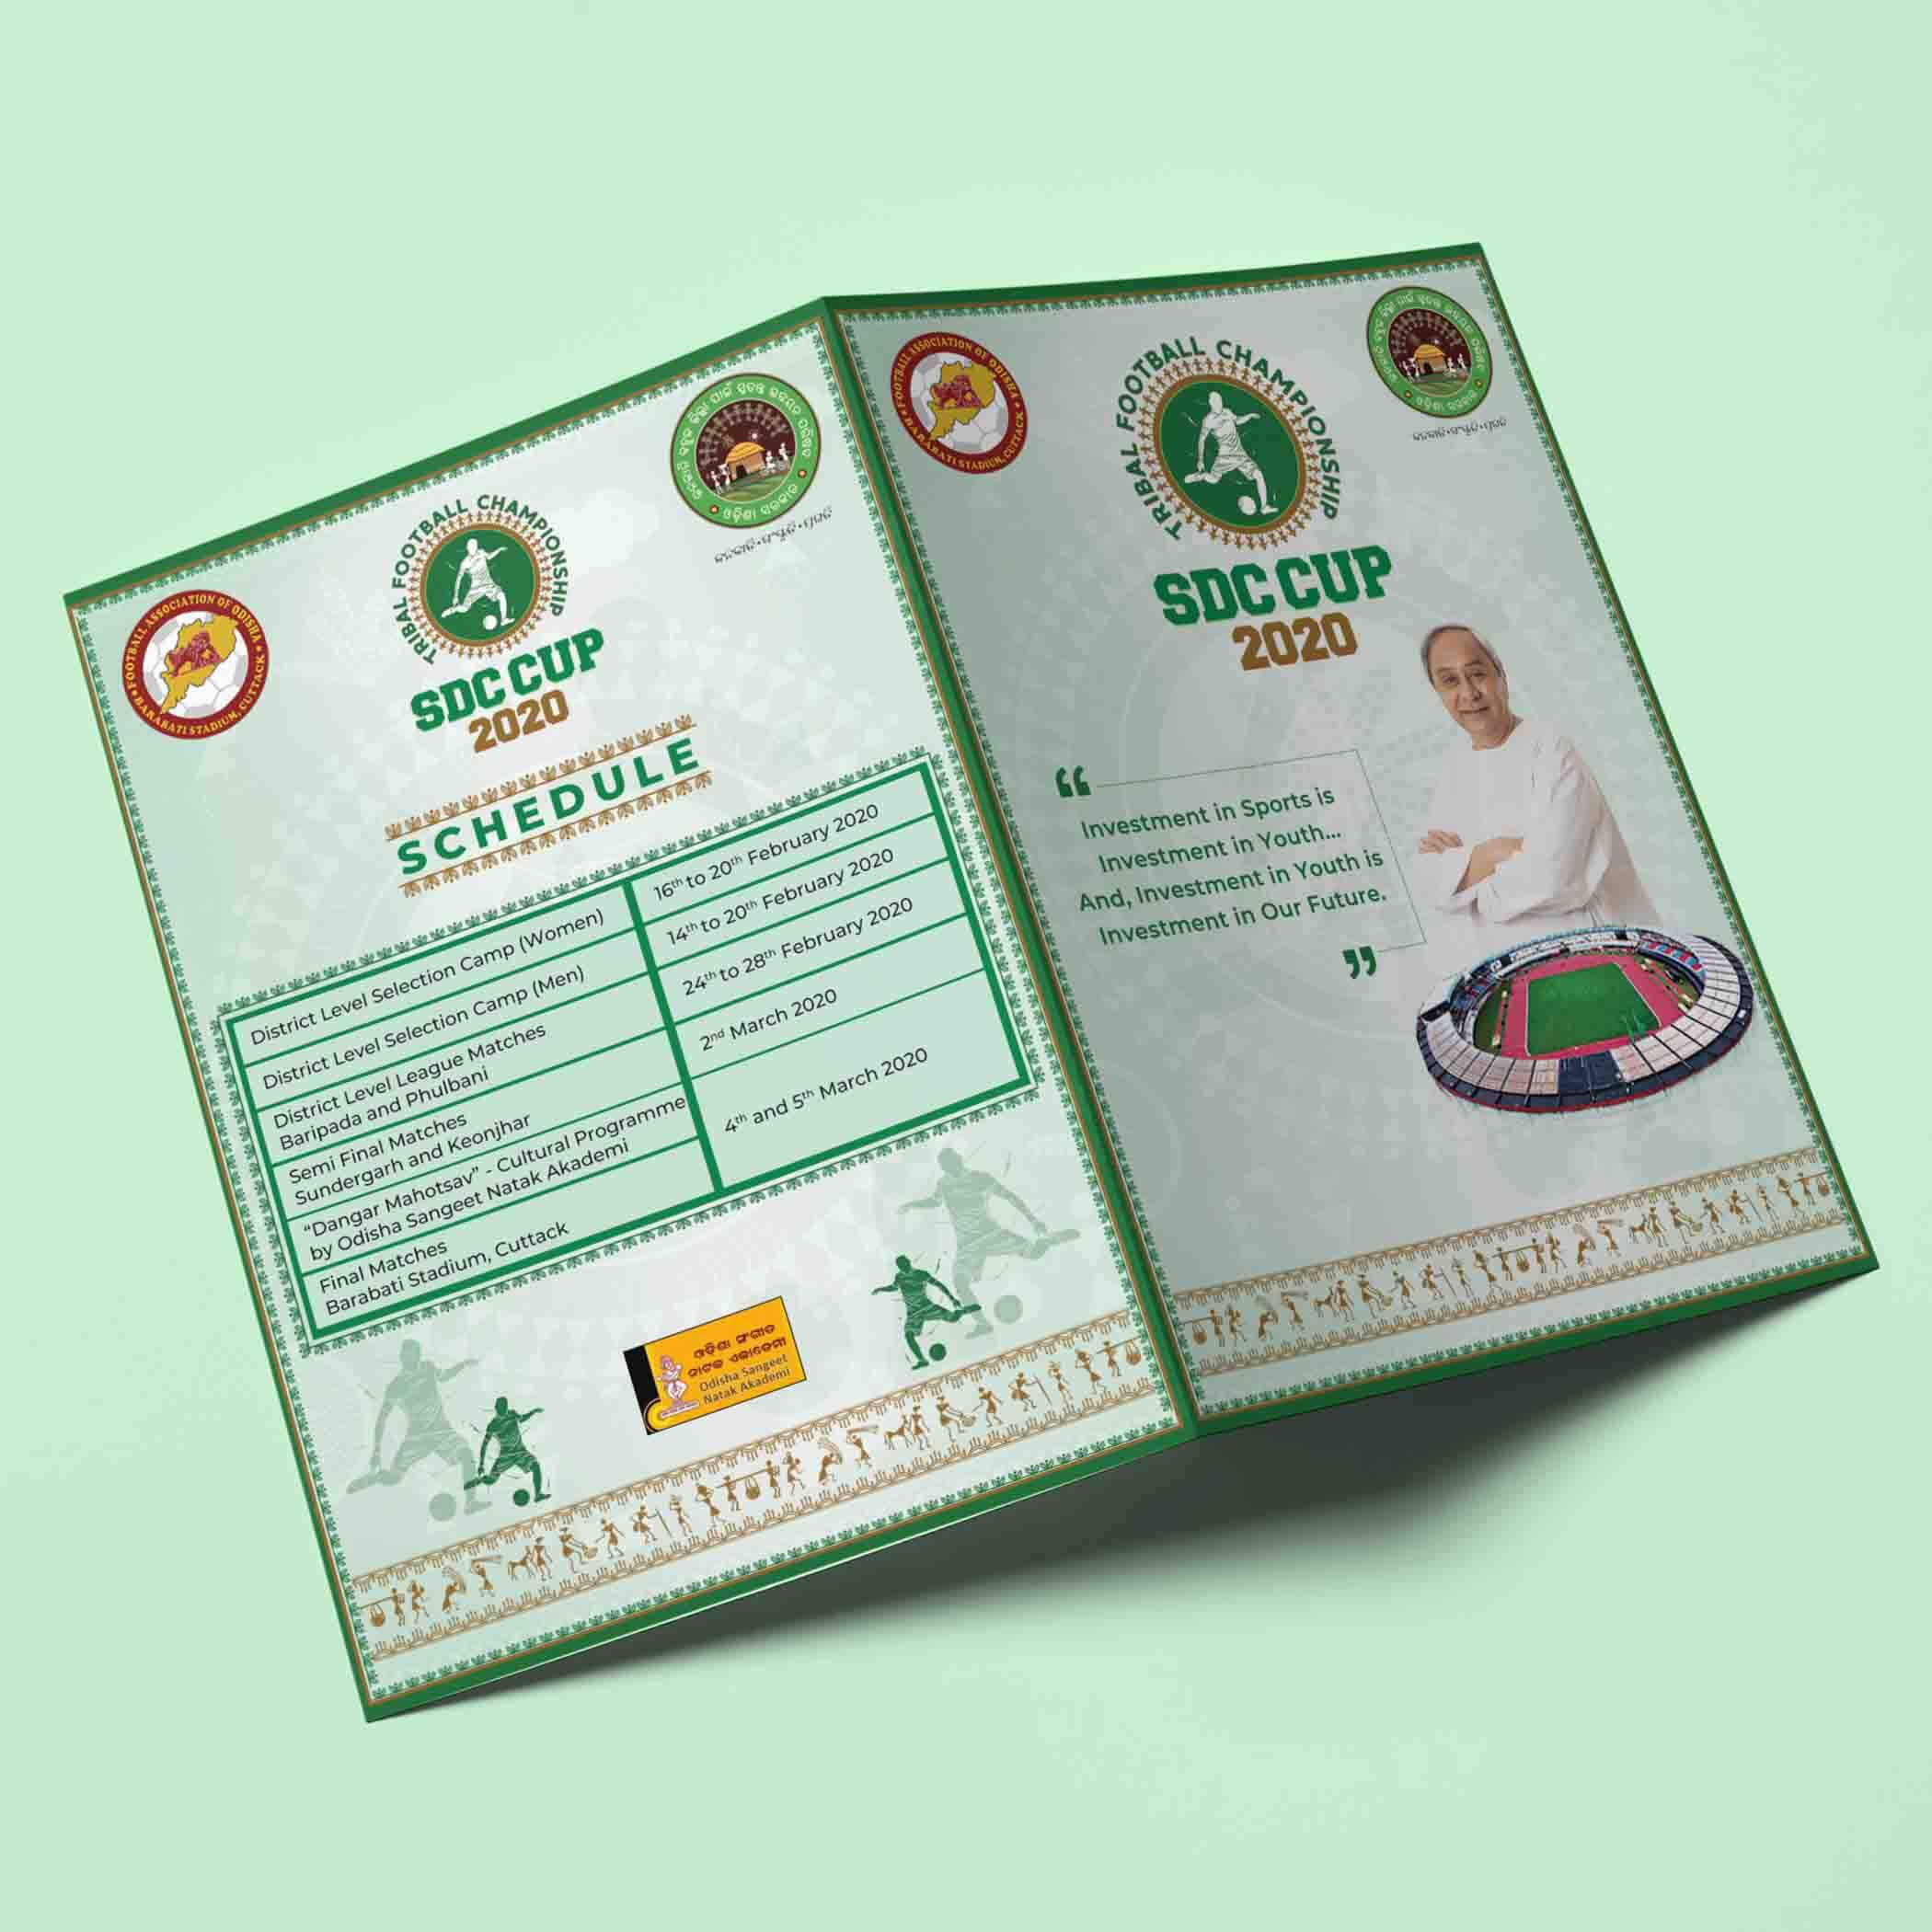 FOOTBALL ASSOCIATION OF ODISHA
BARABATI STADIUM, CUTTACK
TRIBAL FOOTBALL CHAMPIONSHIP
SDC CUP
2020
ଓଡ଼ିଶା ସରକାର
SCHEDULE
District Level Selection Camp (Women) 16th to 20th February 2020
District Level Selection Camp (Men) 14th to 20th February 2020
District Level League Matches 24th to 28th February 2020
Baripada and Phulbani
Semi Final Matches 2nd March 2020
Sundergarh and Keonjhar
“Dangar Mahotsav” - Cultural Programme 4th and 5th March 2020
by Odisha Sangeet Natak Akademi
Final Matches
Barabati Stadium, Cuttack
ଓଡ଼ିଶା ସଂଗୀତ
ନାଟକ ଏକାଡେମୀ
Odisha Sangeet
Natak Akademi
FOOTBALL ASSOCIATION OF ODISHA
BARABATI STADIUM, CUTTACK
TRIBAL FOOTBALL CHAMPIONSHIP
SDC CUP
2020
ଓଡ଼ିଶା ସରକାର
“
Investment in Sports is
Investment in Youth...
And, Investment in Youth is
Investment in Our Future.
”